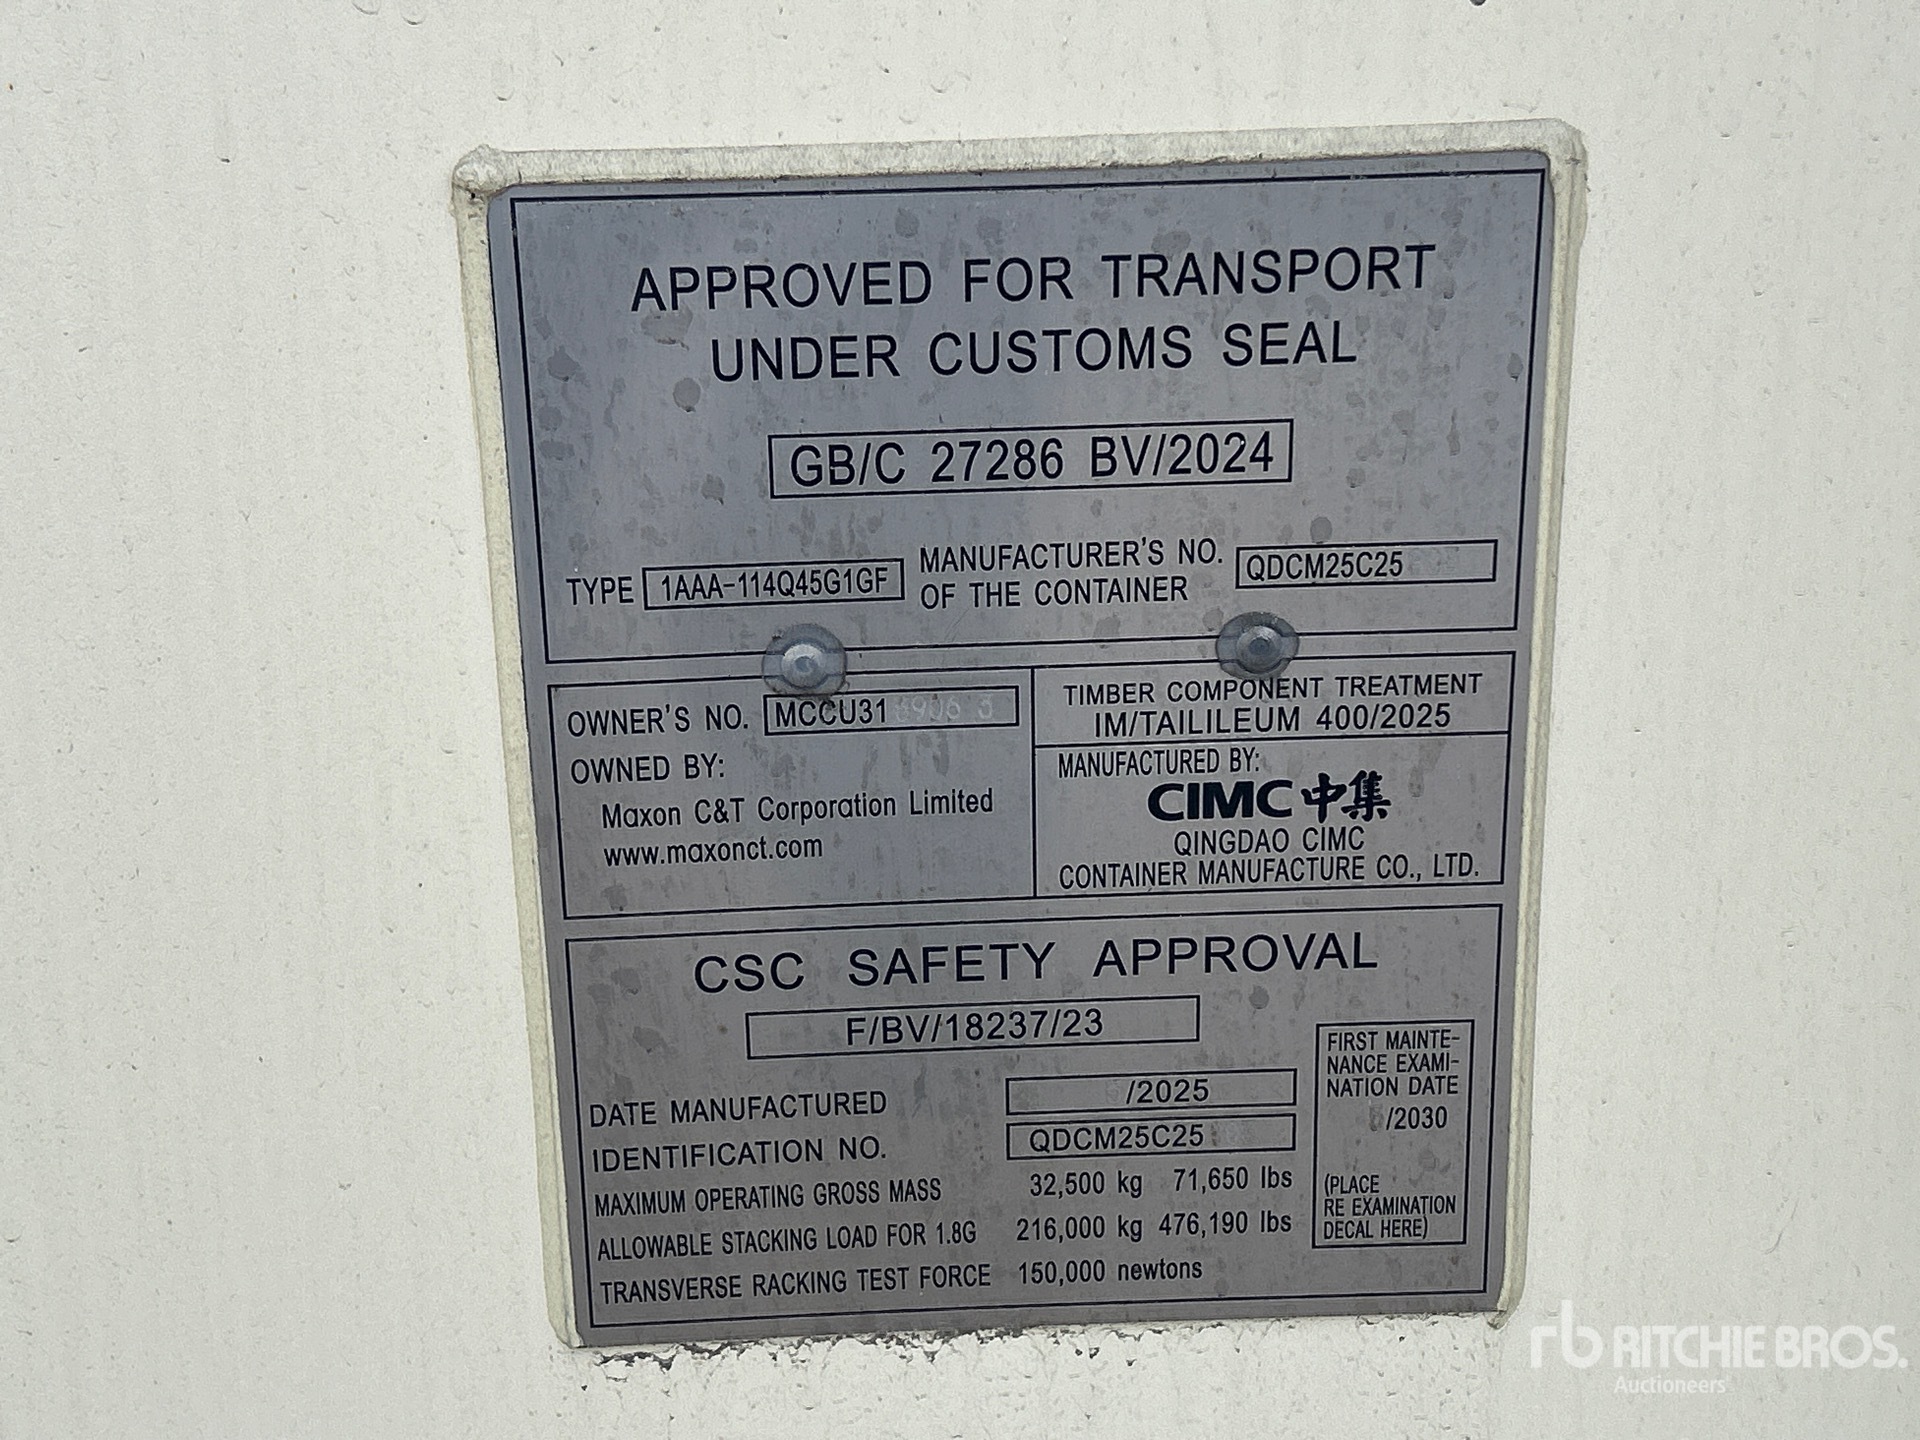 APPROVED FOR TRANSPORT
UNDER CUSTOMS SEAL
GB/C 27286 BV/2024
TYPE 1AAA-114Q45G1GF
MANUFACTURER'S NO.
OF THE CONTAINER
QDCM25C25
OWNER'S NO. MCCU31
OWNED BY:
Maxon C&T Corporation Limited
www.maxonct.com
TIMBER COMPONENT TREATMENT
IM/TAILILEUM 400/2025
MANUFACTURED BY:
CIMC 中集
QINGDAO CIMC
CONTAINER MANUFACTURE CO., LTD.
CSC SAFETY APPROVAL
F/BV/18237/23
DATE MANUFACTURED /2025
IDENTIFICATION NO. QDCM25C25
MAXIMUM OPERATING GROSS MASS 32,500 kg 71,650 lbs
ALLOWABLE STACKING LOAD FOR 1.8G 216,000 kg 476,190 lbs
TRANSVERSE RACKING TEST FORCE 150,000 newtons
FIRST MAINTE-
NANCE EXAMI-
NATION DATE
/2030
(PLACE
RE EXAMINATION
DECAL HERE)
rb RITCHIE BROS.
Auctioneers